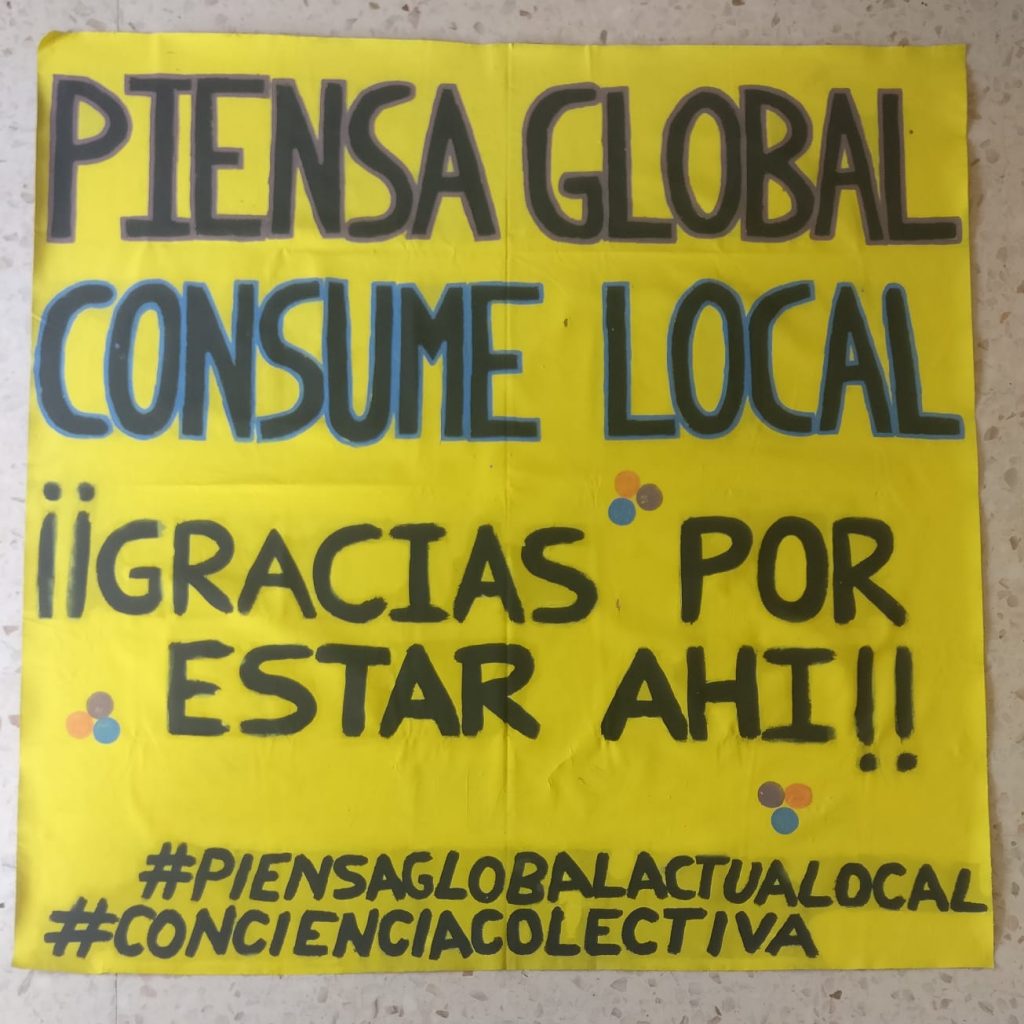 PIENSA GLOBAL
CONSUME LOCAL
¡¡GRACIAS POR
ESTAR AHI!!
#PIENSAGLOBALACTUALOCAL
#CONCIENCIACOLECTIVA